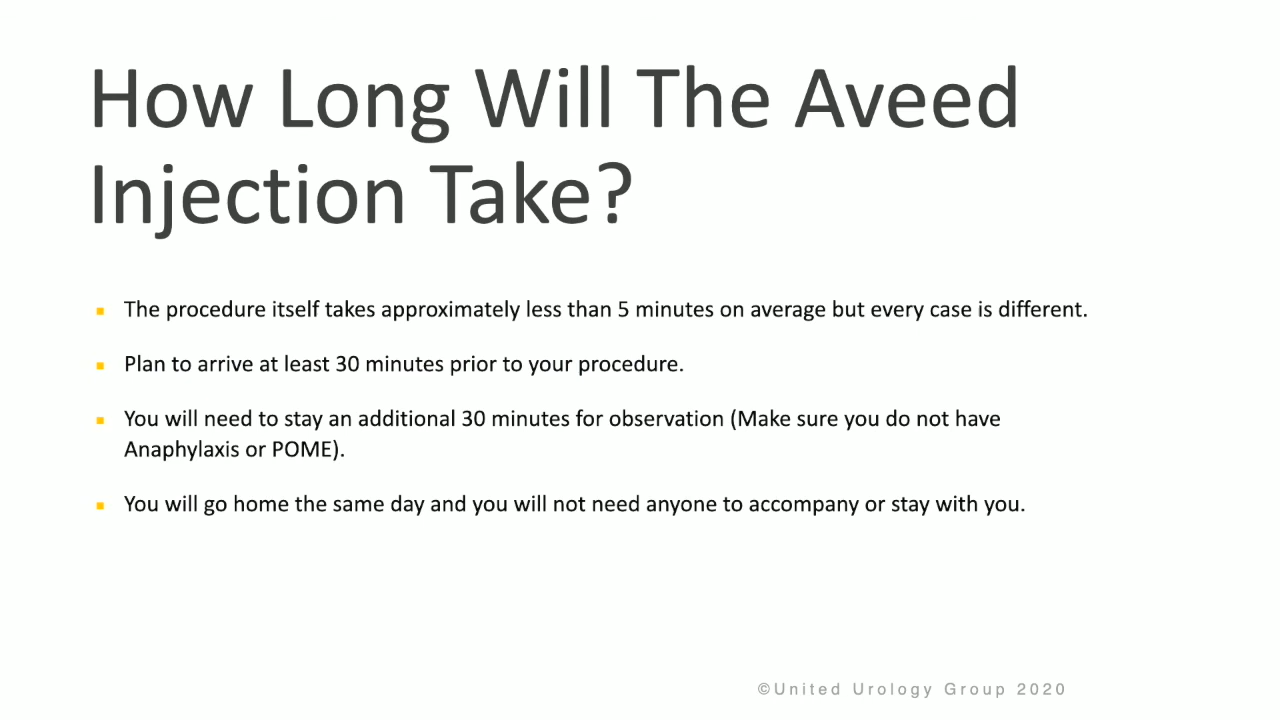 How Long Will The Aveed
Injection Take?
▪ The procedure itself takes approximately less than 5 minutes on average but every case is different.
▪ Plan to arrive at least 30 minutes prior to your procedure.
▪ You will need to stay an additional 30 minutes for observation (Make sure you do not have
Anaphylaxis or POME).
▪ You will go home the same day and you will not need anyone to accompany or stay with you.
©United Urology Group 2020